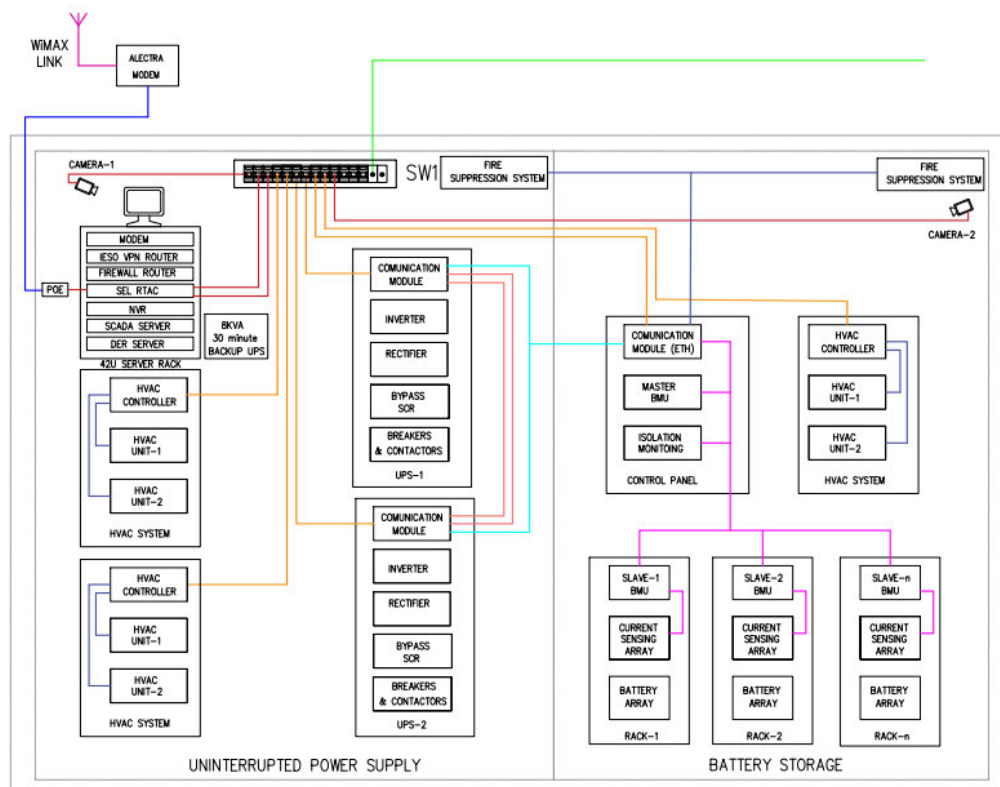 WiMAX
LINK
ALECTRA
MODEM
CAMERA-1
SW1
FIRE
SUPPRESSION SYSTEM
FIRE
SUPPRESSION SYSTEM
CAMERA-2
MODEM
IESO VPN ROUTER
FIREWALL ROUTER
POE
SEL RTAC
NVR
SCADA SERVER
DER SERVER
42U SERVER RACK
8KVA
30 minute
BACKUP UPS
HVAC
CONTROLLER
HVAC
UNIT-1
HVAC
UNIT-2
HVAC SYSTEM
HVAC
CONTROLLER
HVAC
UNIT-1
HVAC
UNIT-2
HVAC SYSTEM
COMUNICATION
MODULE
INVERTER
RECTIFIER
BYPASS
SCR
BREAKERS
& CONTACTORS
UPS-1
COMUNICATION
MODULE
INVERTER
RECTIFIER
BYPASS
SCR
BREAKERS
& CONTACTORS
UPS-2
UNINTERRUPTED POWER SUPPLY
COMUNICATION
MODULE (ETH)
MASTER
BMU
ISOLATION
MONITOING
CONTROL PANEL
HVAC
CONTROLLER
HVAC
UNIT-1
HVAC
UNIT-2
HVAC SYSTEM
SLAVE-1
BMU
CURRENT
SENSING
ARRAY
BATTERY
ARRAY
RACK-1
SLAVE-2
BMU
CURRENT
SENSING
ARRAY
BATTERY
ARRAY
RACK-2
SLAVE-n
BMU
CURRENT
SENSING
ARRAY
BATTERY
ARRAY
RACK-n
BATTERY STORAGE